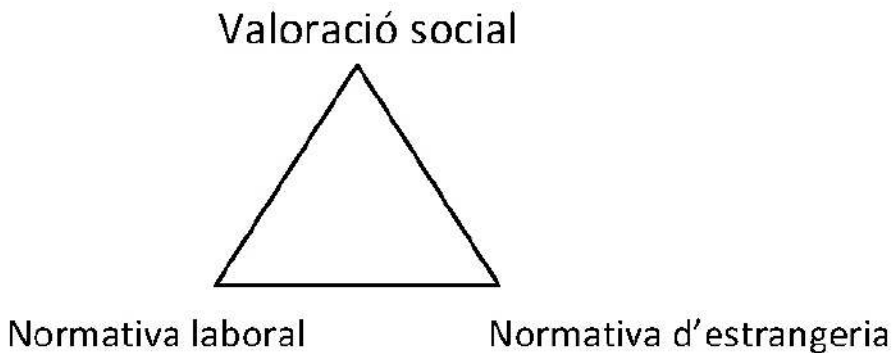 Valoració social
Normativa laboral
Normativa d'estrangeria